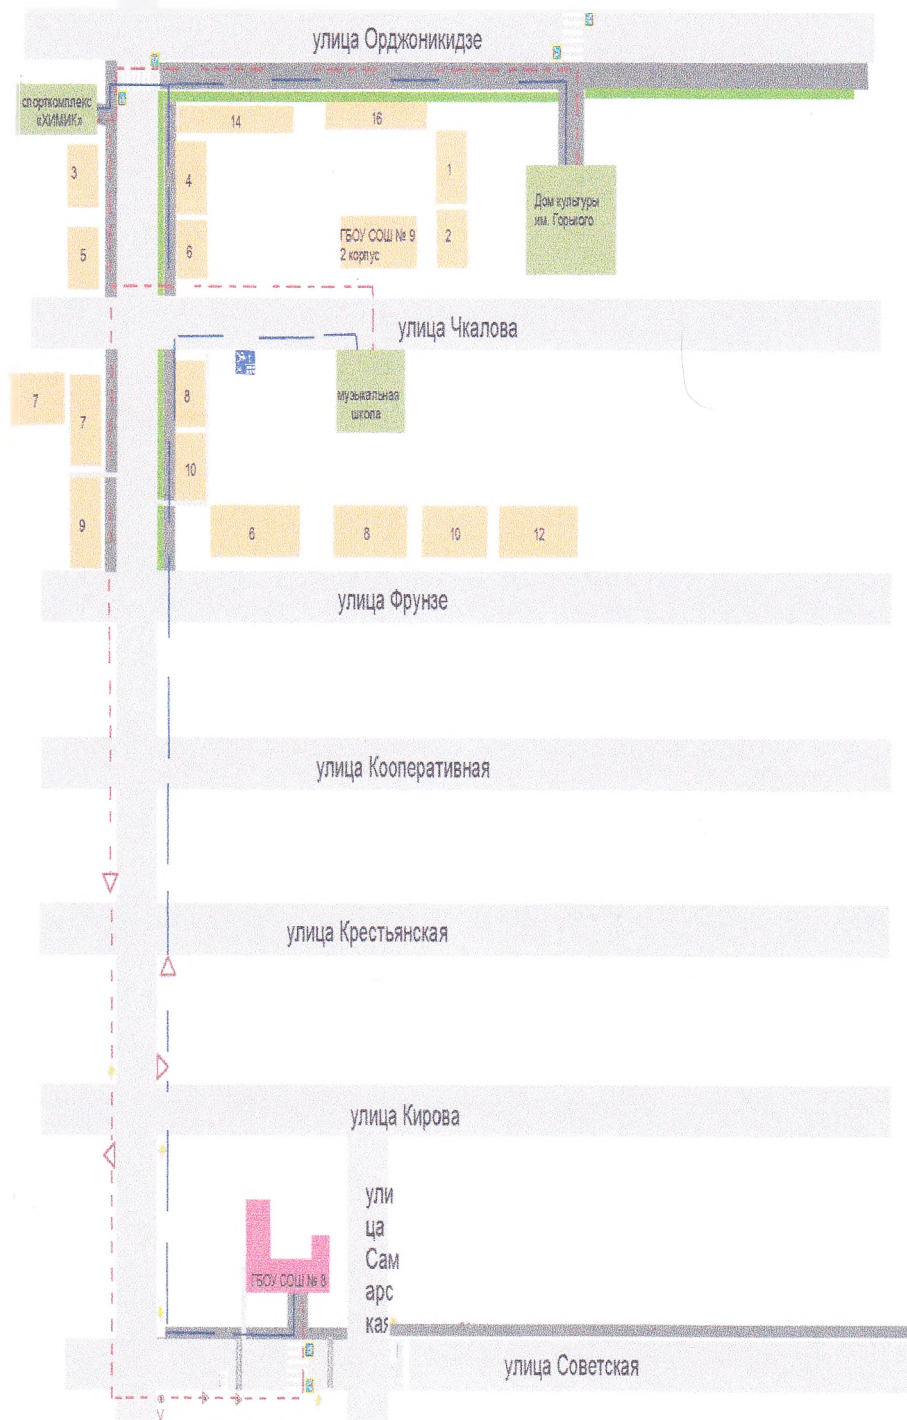 улица Орджоникидзе
спорткомплекс
«ХИМИК»
14
16
3
4
1
5
6
ГБОУ СОШ № 9
2 корпус
2
Дом культуры
им. Горького
улица Чкалова
7
7
8
музыкальная
школа
10
9
6
8
10
12
улица Фрунзе
улица Кооперативная
улица Крестьянская
улица Кирова
ули
ца
Сам
арс
кая
ГБОУ СОШ № 8
улица Советская